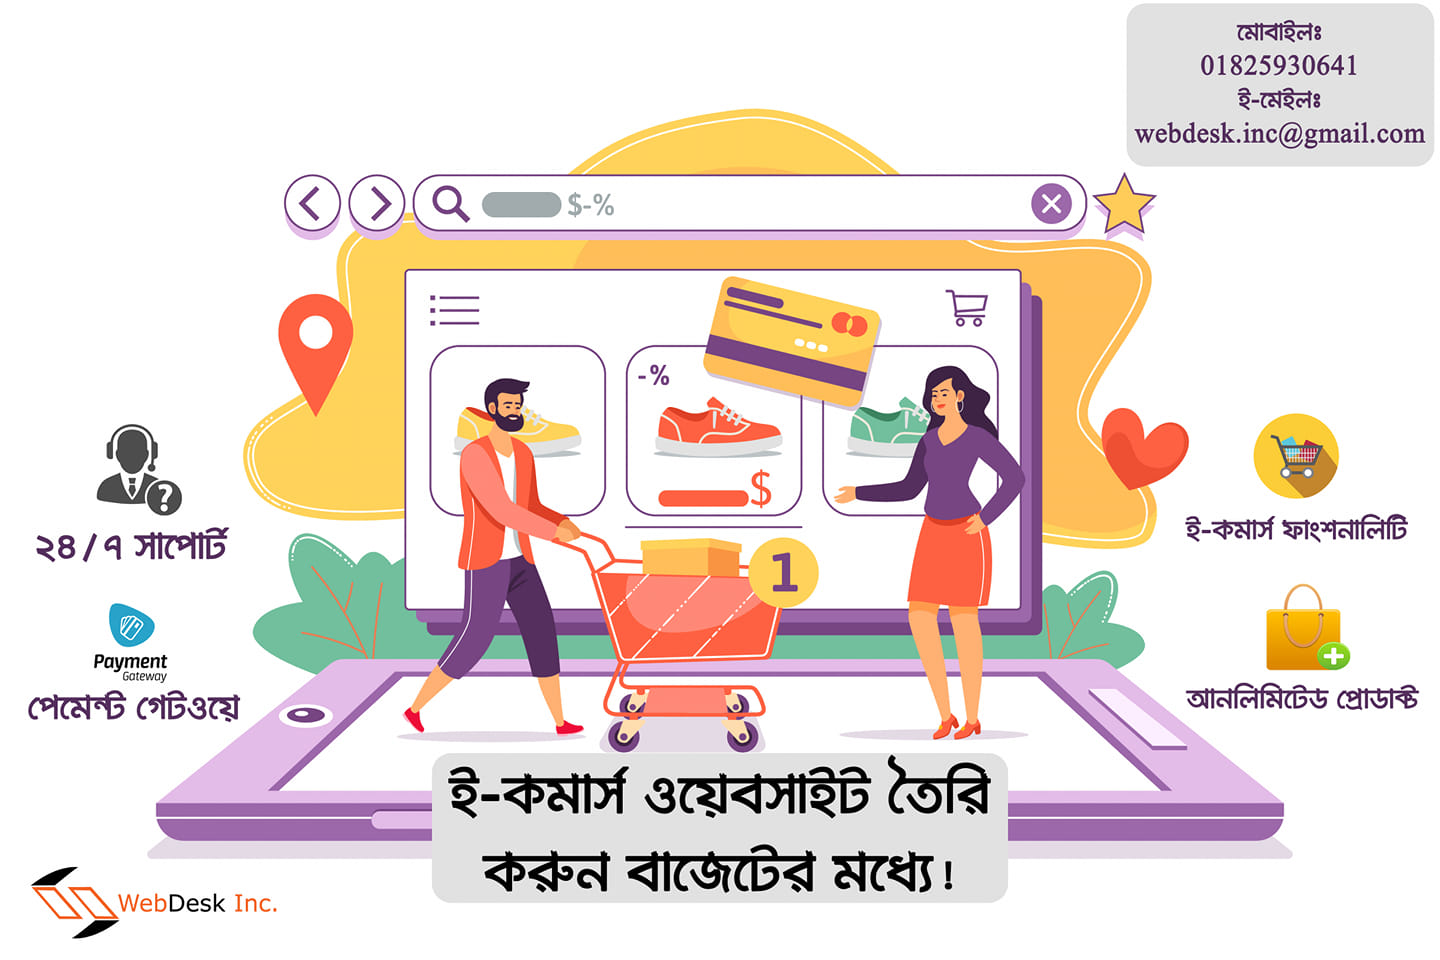 মোবাইলঃ
01825930641
ই-মেইলঃ
webdesk.inc@gmail.com
$-%
-%
$
1
?
২৪/৭ সাপোর্ট
Payment
Gateway
পেমেন্ট গেটওয়ে
ই-কমার্স ফাংশনালিটি
আনলিমিটেড প্রোডাক্ট
ই-কমার্স ওয়েবসাইট তৈরি
করুন বাজেটের মধ্যে!
WebDesk Inc.